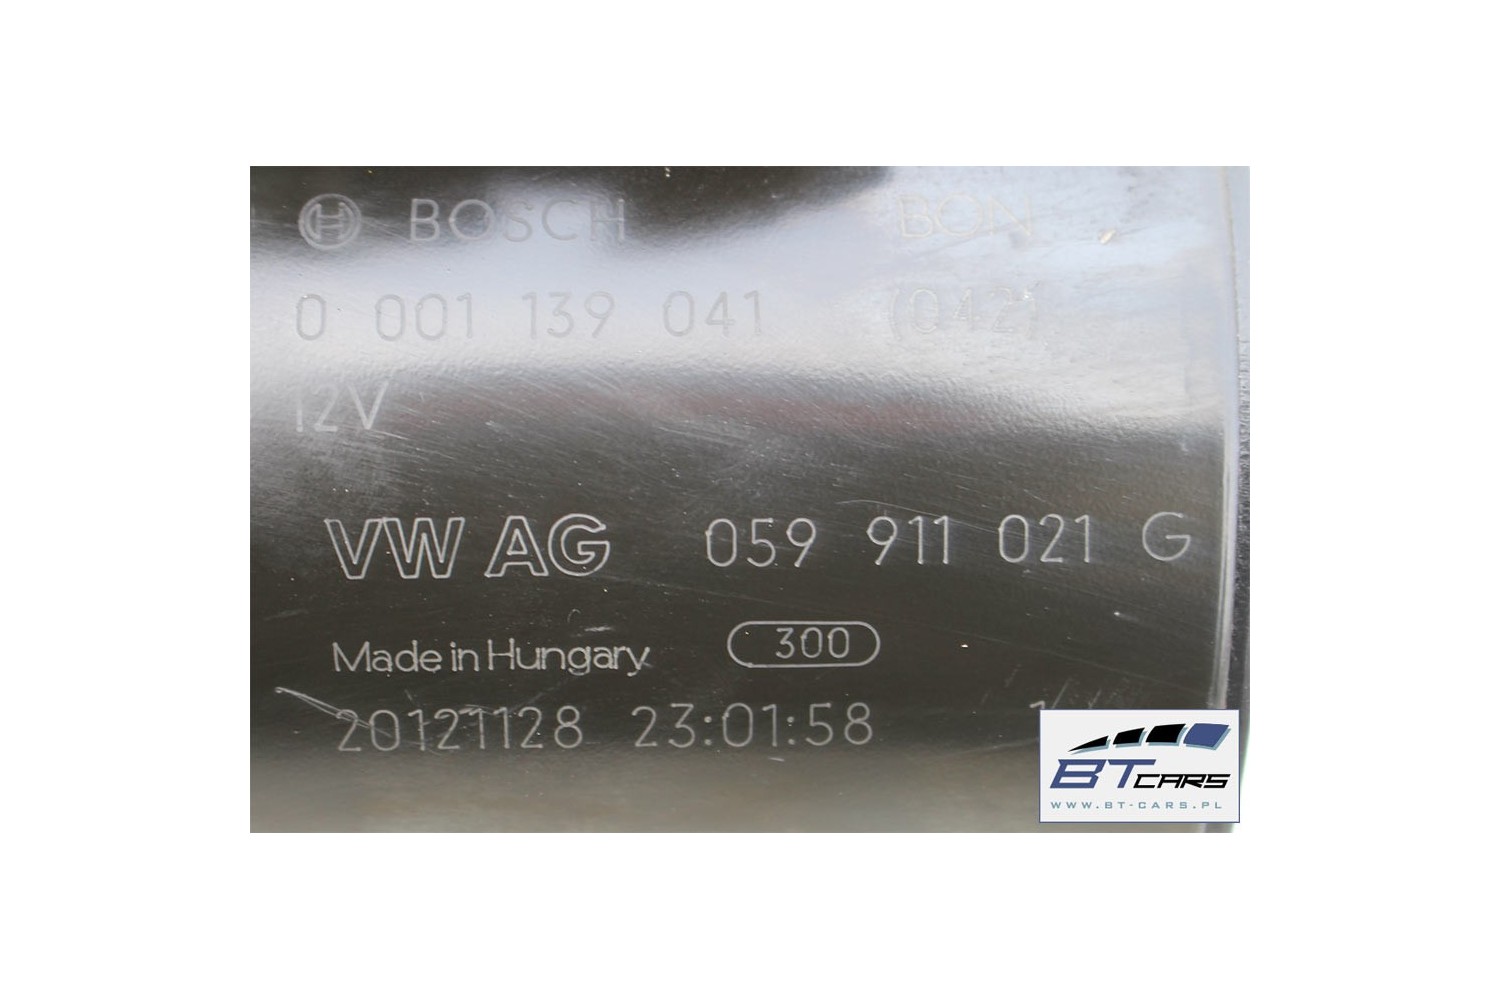 BOSCH BON
0 001 139 041 (042)
12V
VW AG 059 911 021 G
Made in Hungary 300
20121128 23:01:58
BT CARS
WWW.BT-CARS.PL